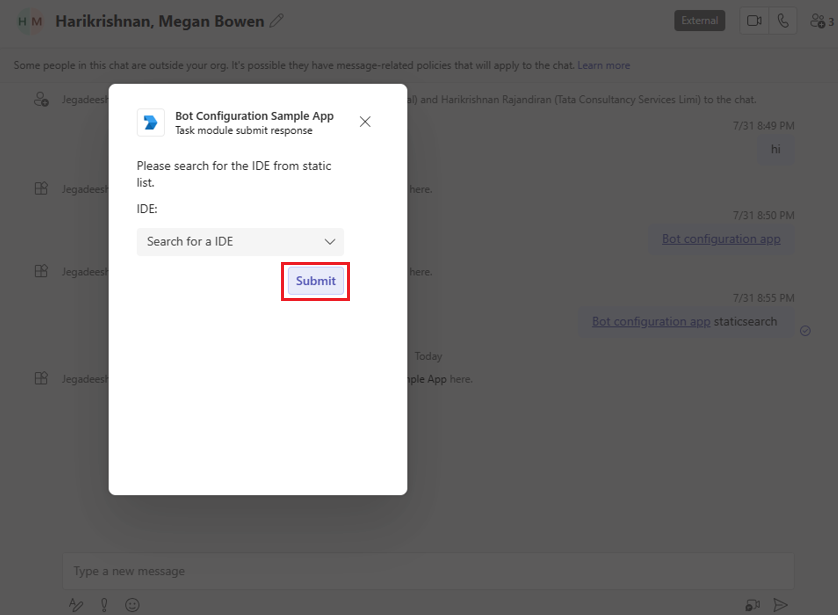 H M Harikrishnan, Megan Bowen External 3
Some people in this chat are outside your org. It's possible they have message-related policies that will apply to the chat. Learn more
Jegadeesh al) and Harikrishnan Rajandiran (Tata Consultancy Services Limi) to the chat.
7/31 8:49 PM
hi
Jegadeesh here.
7/31 8:50 PM
Bot configuration app
Jegadeesh here.
7/31 8:55 PM
Bot configuration app staticsearch
Today
Jegadeesh mple App here.
Bot Configuration Sample App
Task module submit response
Please search for the IDE from static
list.
IDE:
Search for a IDE
Submit
Type a new message